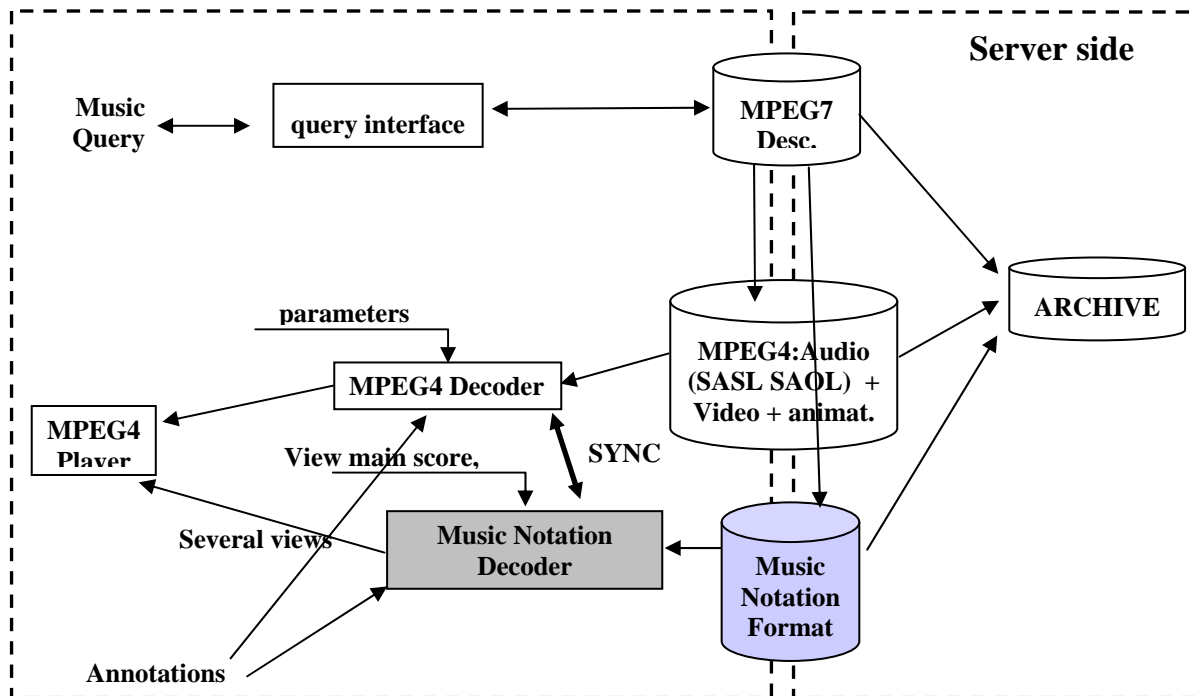 Server side
Music
Query
query interface
MPEG7
Desc.
ARCHIVE
parameters
MPEG4:Audio
(SASL SAOL) +
Video + animat.
MPEG4 Decoder
MPEG4
Player
View main score,
SYNC
Several views
Music Notation
Decoder
Music
Notation
Format
Annotations